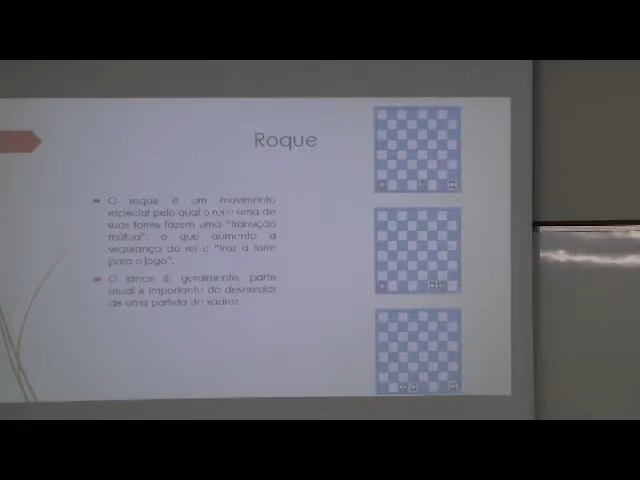 Roque
O roque é um movimento
especial pelo qual o rei e uma de
suas torres fazem uma "transição
mútua", o que aumenta a
segurança do rei e "traz a torre
para o jogo".
O lance é, geralmente, parte
usual e importante do desenrolar
de uma partida de xadrez.